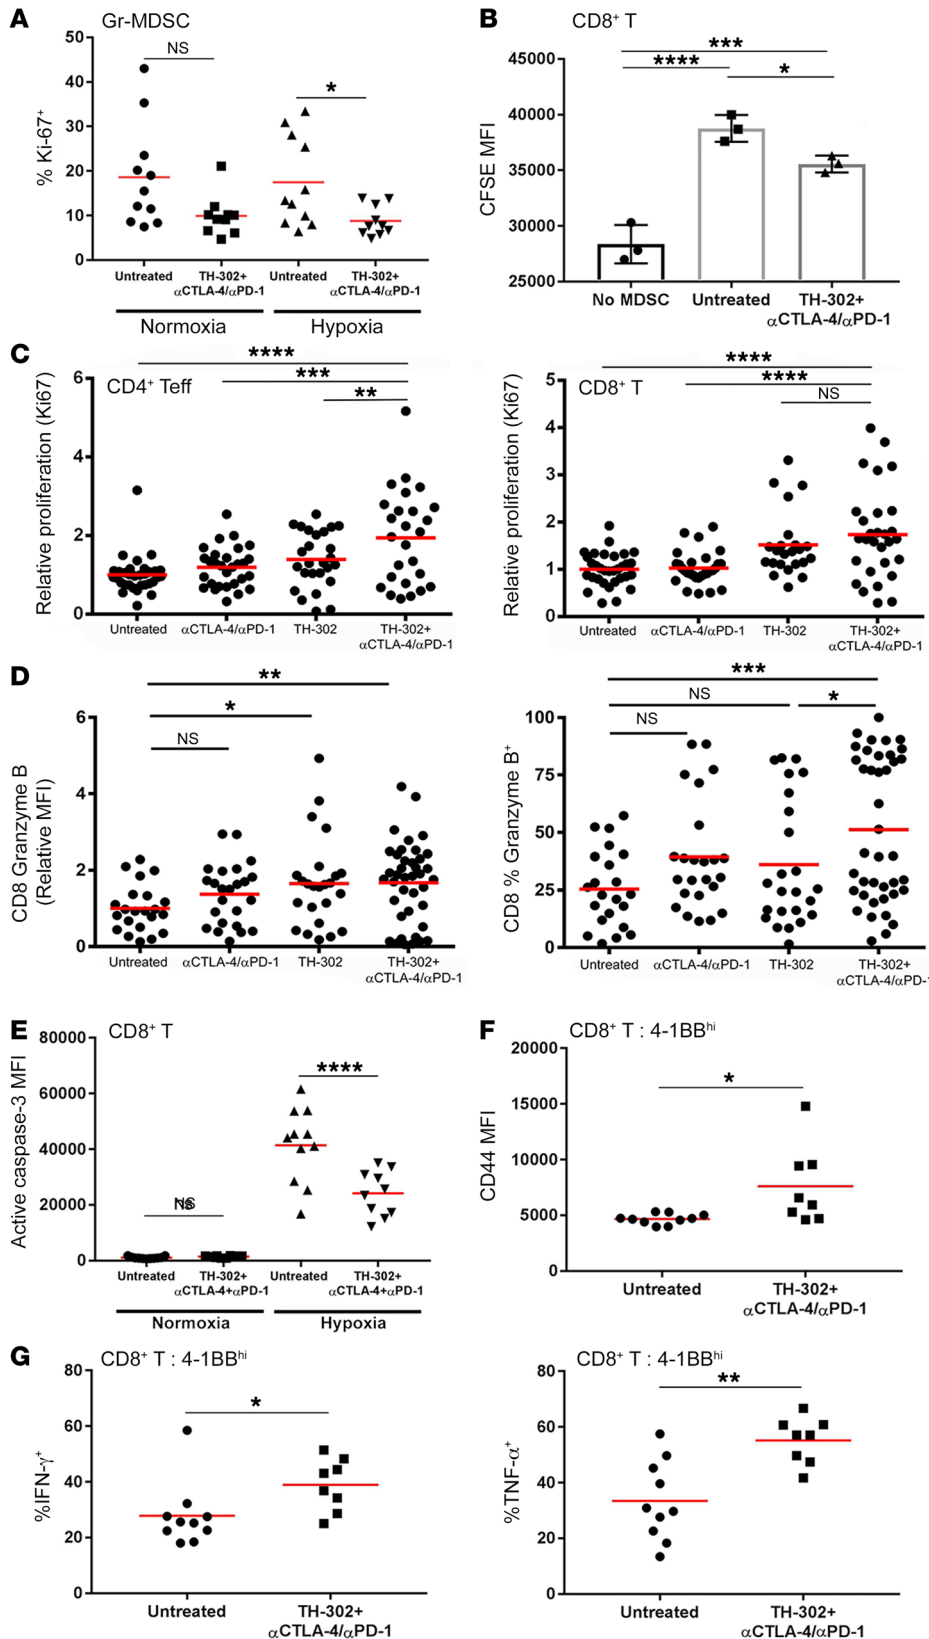 A
Gr-MDSC
% Ki-67+
50
40
30
20
10
0
NS
*
Untreated
TH-302+
αCTLA-4/αPD-1
Untreated
TH-302+
αCTLA-4/αPD-1
Normoxia
Hypoxia
B
CD8+ T
CFSE MFI
45000
40000
35000
30000
25000
***
****
*
No MDSC
Untreated
TH-302+
αCTLA-4/αPD-1
C
CD4+ Teff
Relative proliferation (Ki67)
6
4
2
0
****
***
**
Untreated
αCTLA-4/αPD-1
TH-302
TH-302+
αCTLA-4/αPD-1
CD8+ T
Relative proliferation (Ki67)
5
4
3
2
1
0
****
****
NS
Untreated
αCTLA-4/αPD-1
TH-302
TH-302+
αCTLA-4/αPD-1
D
CD8 Granzyme B
(Relative MFI)
6
4
2
0
**
*
NS
Untreated
αCTLA-4/αPD-1
TH-302
TH-302+
αCTLA-4/αPD-1
CD8 % Granzyme B+
100
75
50
25
0
***
NS
*
NS
Untreated
αCTLA-4/αPD-1
TH-302
TH-302+
αCTLA-4/αPD-1
E
CD8+ T
Active caspase-3 MFI
80000
60000
40000
20000
0
NS
****
Untreated
TH-302+
αCTLA-4+αPD-1
Untreated
TH-302+
αCTLA-4+αPD-1
Normoxia
Hypoxia
F
CD8+ T : 4-1BBhi
CD44 MFI
20000
15000
10000
5000
0
*
Untreated
TH-302+
αCTLA-4/αPD-1
G
CD8+ T : 4-1BBhi
%IFN-γ+
80
60
40
20
0
*
Untreated
TH-302+
αCTLA-4/αPD-1
CD8+ T : 4-1BBhi
%TNF-α+
80
60
40
20
0
**
Untreated
TH-302+
αCTLA-4/αPD-1